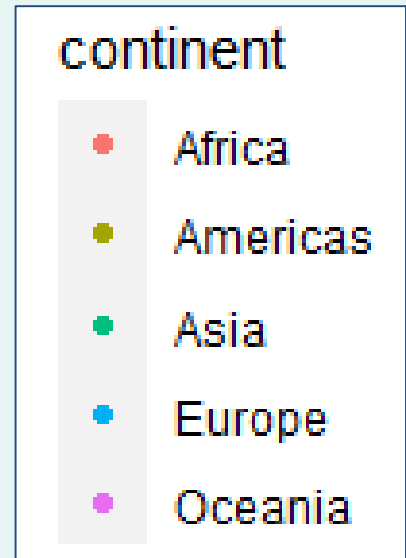 continent
Africa
Americas
Asia
Europe
Oceania